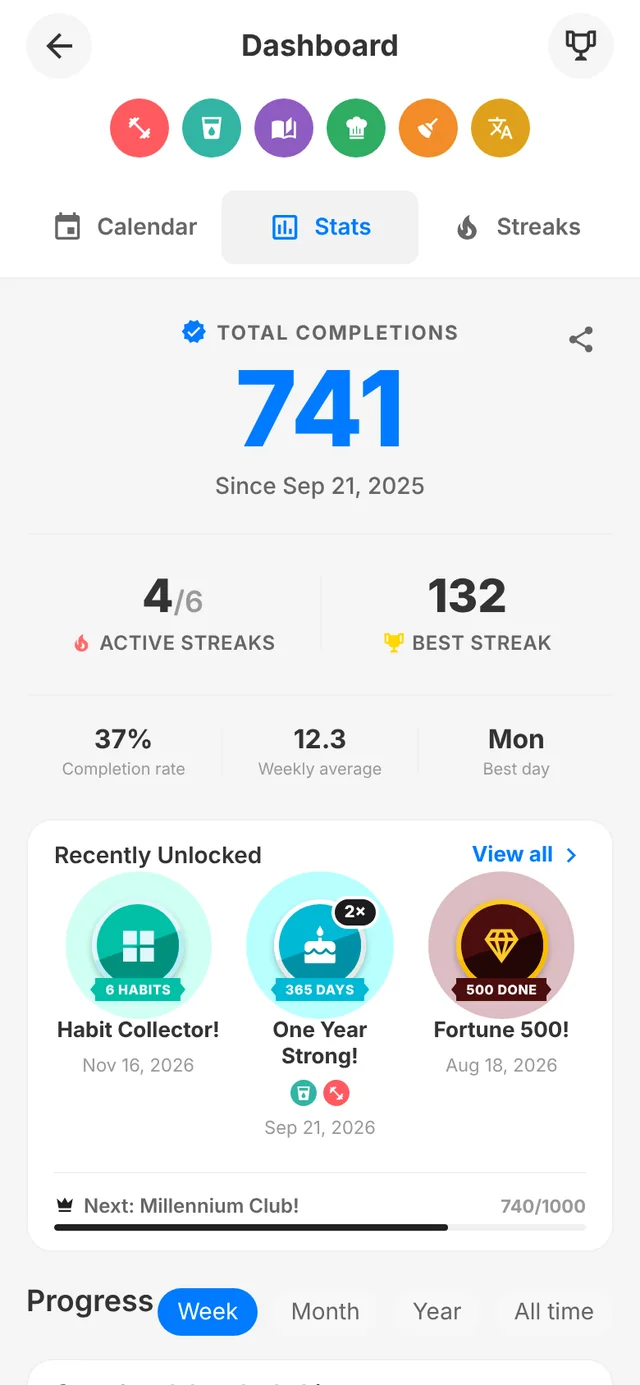 Dashboard
Calendar
Stats
Streaks
TOTAL COMPLETIONS
741
Since Sep 21, 2025
4/6
ACTIVE STREAKS
132
BEST STREAK
37%
Completion rate
12.3
Weekly average
Mon
Best day
Recently Unlocked
View all
6 HABITS
Habit Collector!
Nov 16, 2026
2×
365 DAYS
One Year
Strong!
Sep 21, 2026
500 DONE
Fortune 500!
Aug 18, 2026
Next: Millennium Club!
740/1000
Progress
Week
Month
Year
All time